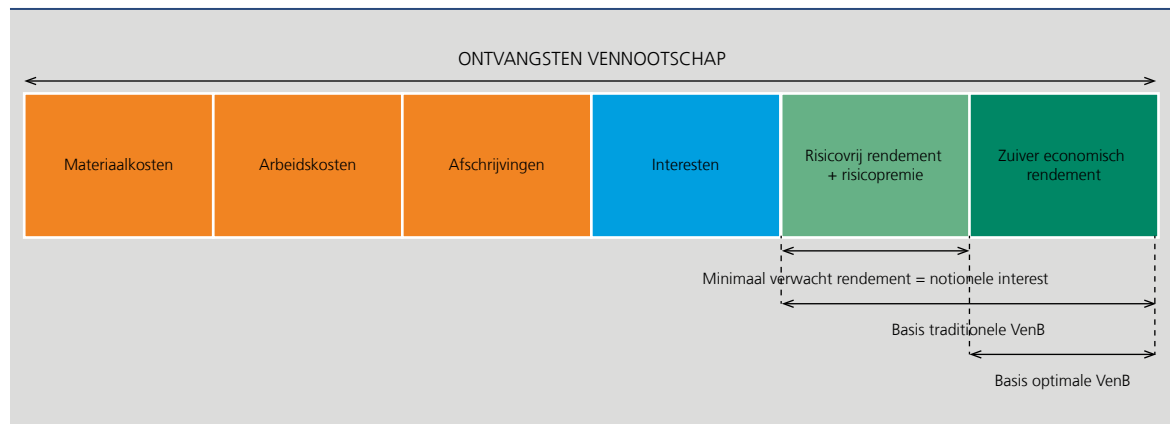 ONTVANGSTEN VENNOOTSCHAP
Materiaalkosten
Arbeidskosten
Afschrijvingen
Interesten
Risicovrij rendement
+ risicopremie
Zuiver economisch
rendement
Minimaal verwacht rendement = notionele interest
Basis traditionele VenB
Basis optimale VenB